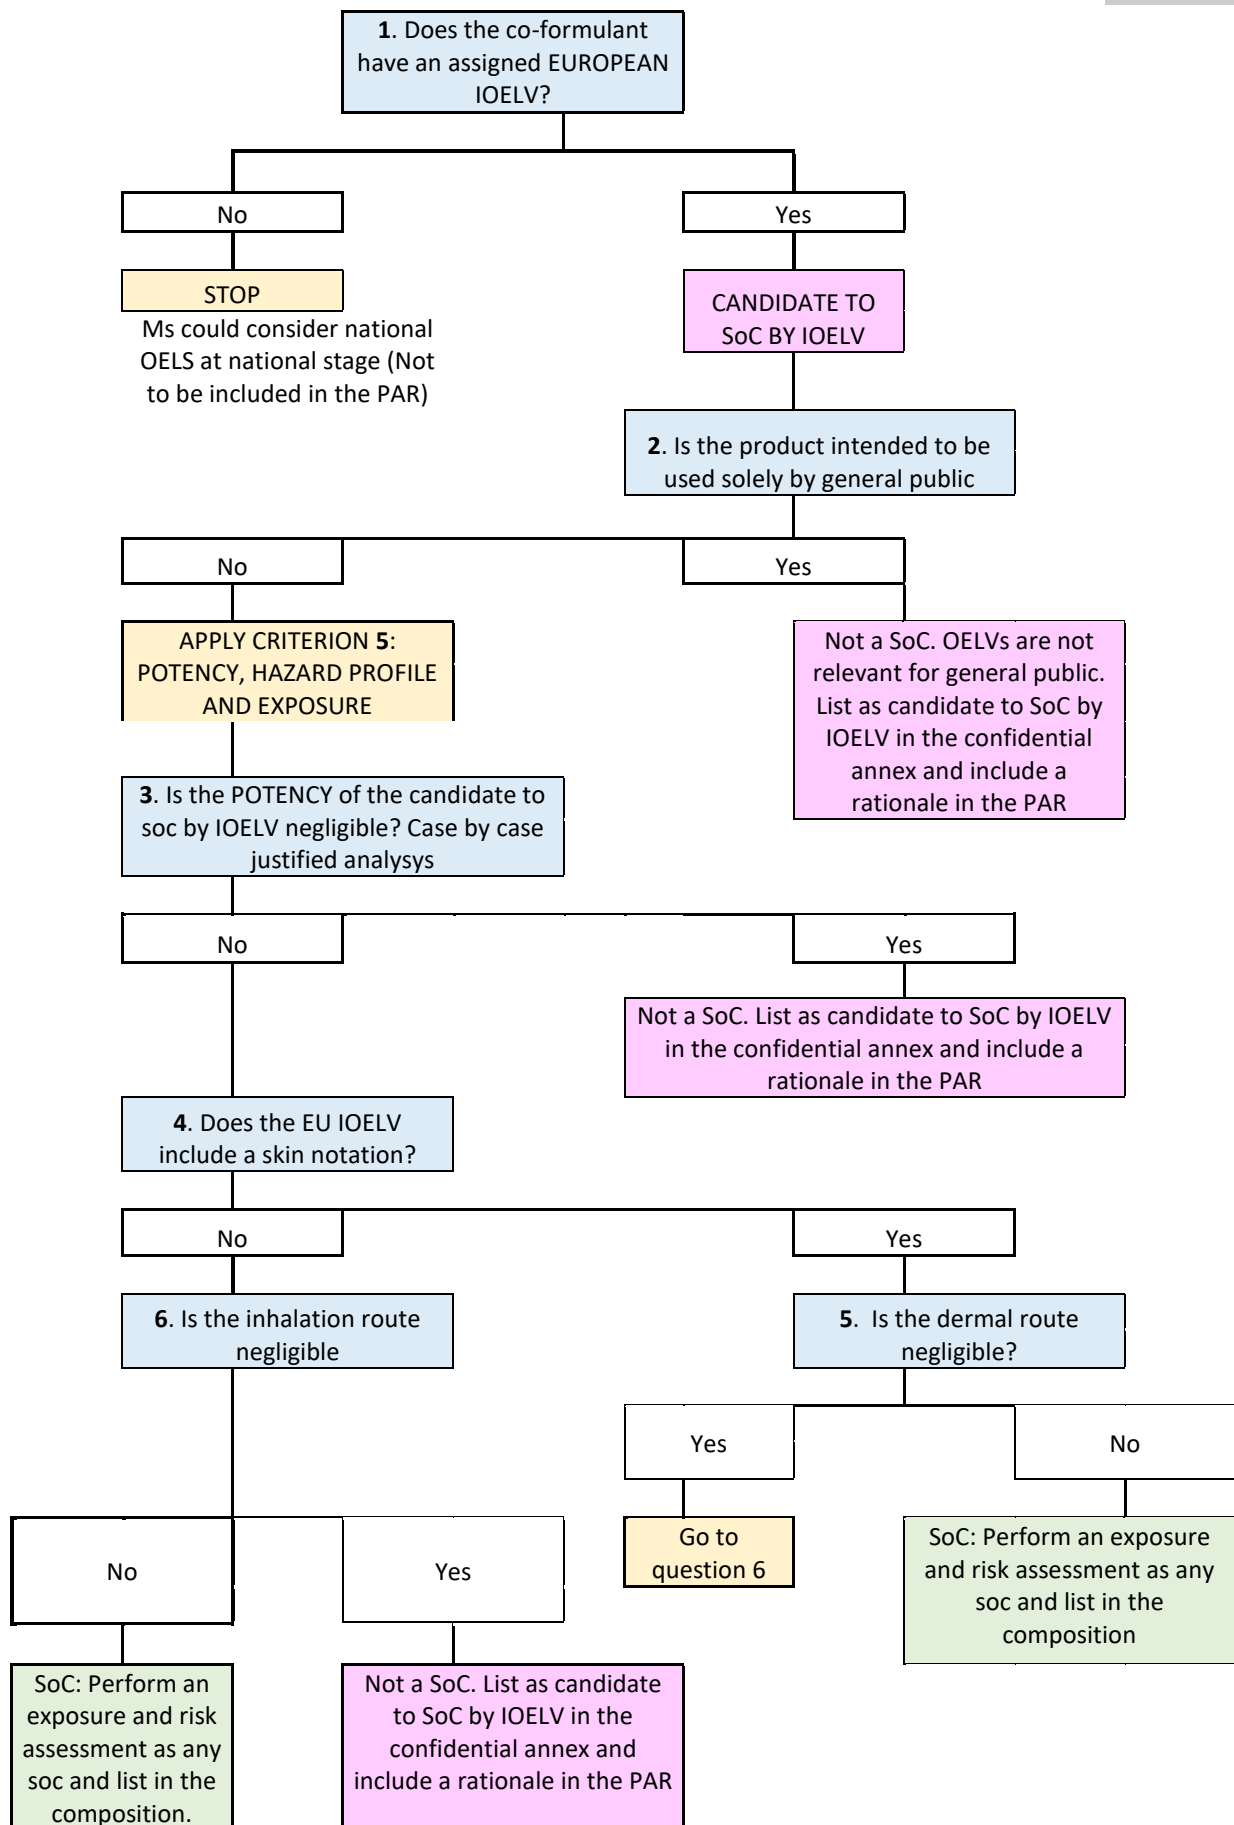 1. Does the co-formulant
have an assigned EUROPEAN
IOELV?
No
Yes
STOP
Ms could consider national
OELS at national stage (Not
to be included in the PAR)
CANDIDATE TO
SoC BY IOELV
2. Is the product intended to be
used solely by general public
No
Yes
APPLY CRITERION 5:
POTENCY, HAZARD PROFILE
AND EXPOSURE
Not a SoC. OELVs are not
relevant for general public.
List as candidate to SoC by
IOELV in the confidential
annex and include a
rationale in the PAR
3. Is the POTENCY of the candidate to
soc by IOELV negligible? Case by case
justified analysys
No
Yes
Not a SoC. List as candidate to SoC by IOELV
in the confidential annex and include a
rationale in the PAR
4. Does the EU IOELV
include a skin notation?
No
Yes
6. Is the inhalation route
negligible
5. Is the dermal route
negligible?
Yes
No
Go to
question 6
SoC: Perform an exposure
and risk assessment as any
soc and list in the
composition
No
Yes
SoC: Perform an
exposure and risk
assessment as any
soc and list in the
composition.
Not a SoC. List as candidate
to SoC by IOELV in the
confidential annex and
include a rationale in the PAR